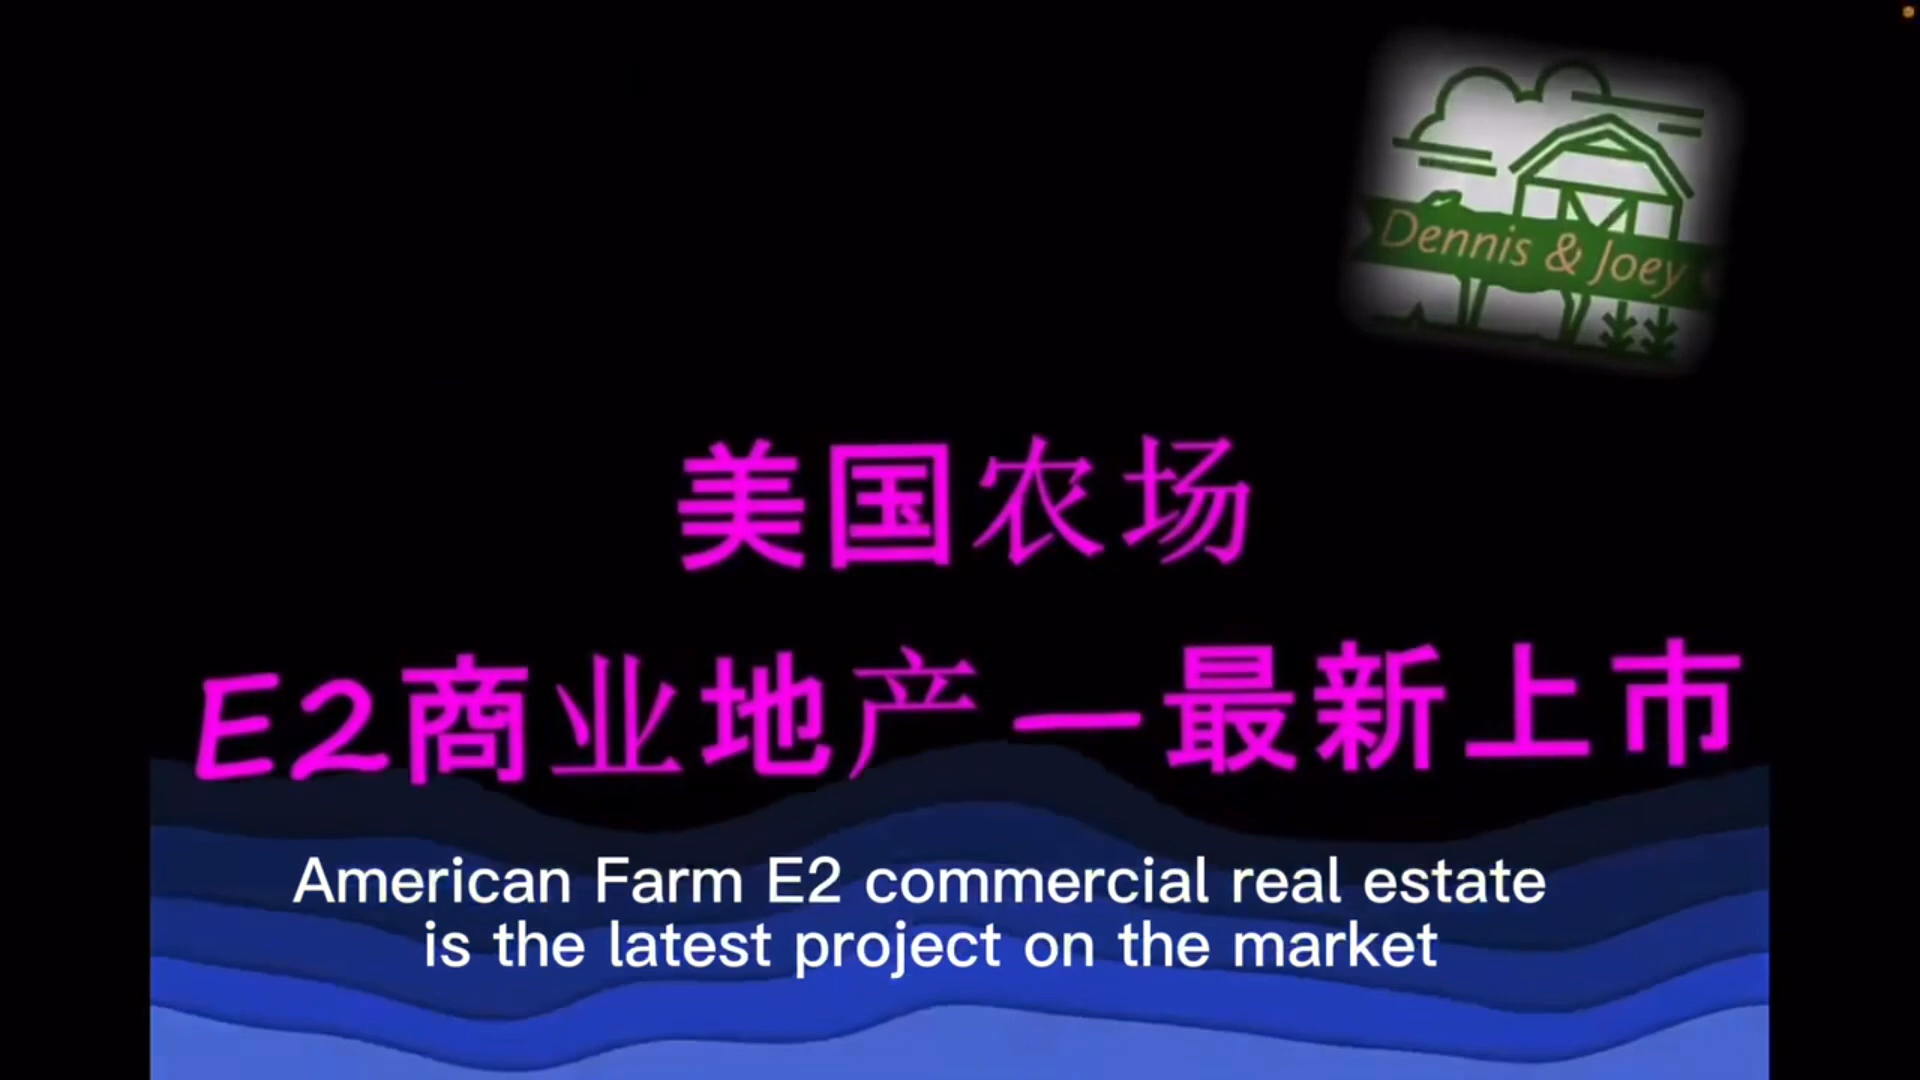 Dennis & Joey
美国农场
E2商业地产—最新上市
American Farm E2 commercial real estate
is the latest project on the market